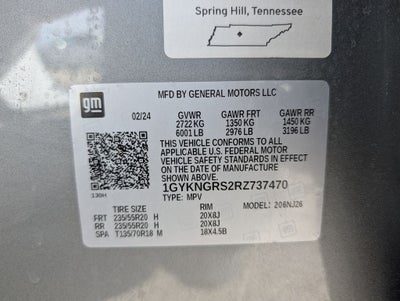 Spring Hill, Tennessee
gm
MFD BY GENERAL MOTORS LLC
02/24 GVWR GAWR FRT GAWR RR
2722 KG 1350 KG 1450 KG
6001 LB 2976 LB 3196 LB
THIS VEHICLE CONFORMS TO ALL
APPLICABLE U.S. FEDERAL MOTOR
VEHICLE SAFETY STANDARDS IN EFFECT
ON THE DATE OF MANUFACTURE SHOWN ABOVE.
1GYKNGRS2RZ737470
130H TYPE: MPV MODEL: 206NJ26
TIRE SIZE RIM
FRT 235/55R20 H 20X8J
RR 235/55R20 H 20X8J
SPA T135/70R18 M 18X4.5B